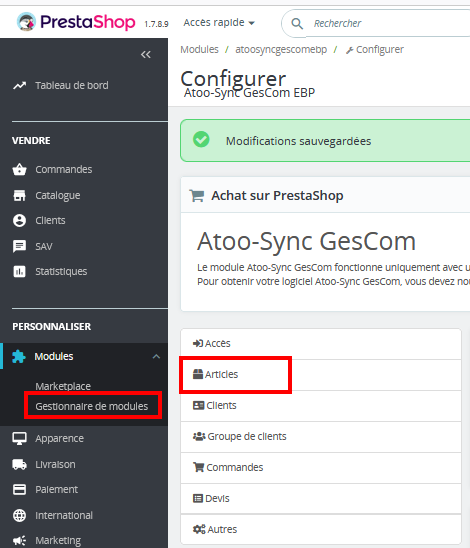 PrestaShop 1.7.8.9 Accès rapide Rechercher
Modules / atoosyncgescomebp / Configurer
Configurer
Atoo-Sync GesCom EBP
Tableau de bord
VENDRE
Commandes
Catalogue
Clients
SAV
Statistiques
PERSONNALISER
Modules
Marketplace
Gestionnaire de modules
Apparence
Livraison
Paiement
International
Marketing
Modifications sauvegardées
Achat sur PrestaShop
Atoo-Sync GesCom
Le module Atoo-Sync GesCom fonctionne uniquement avec u
Pour obtenir votre logiciel Atoo-Sync GesCom, vous devez nou
Accès
Articles
Clients
Groupe de clients
Commandes
Devis
Autres